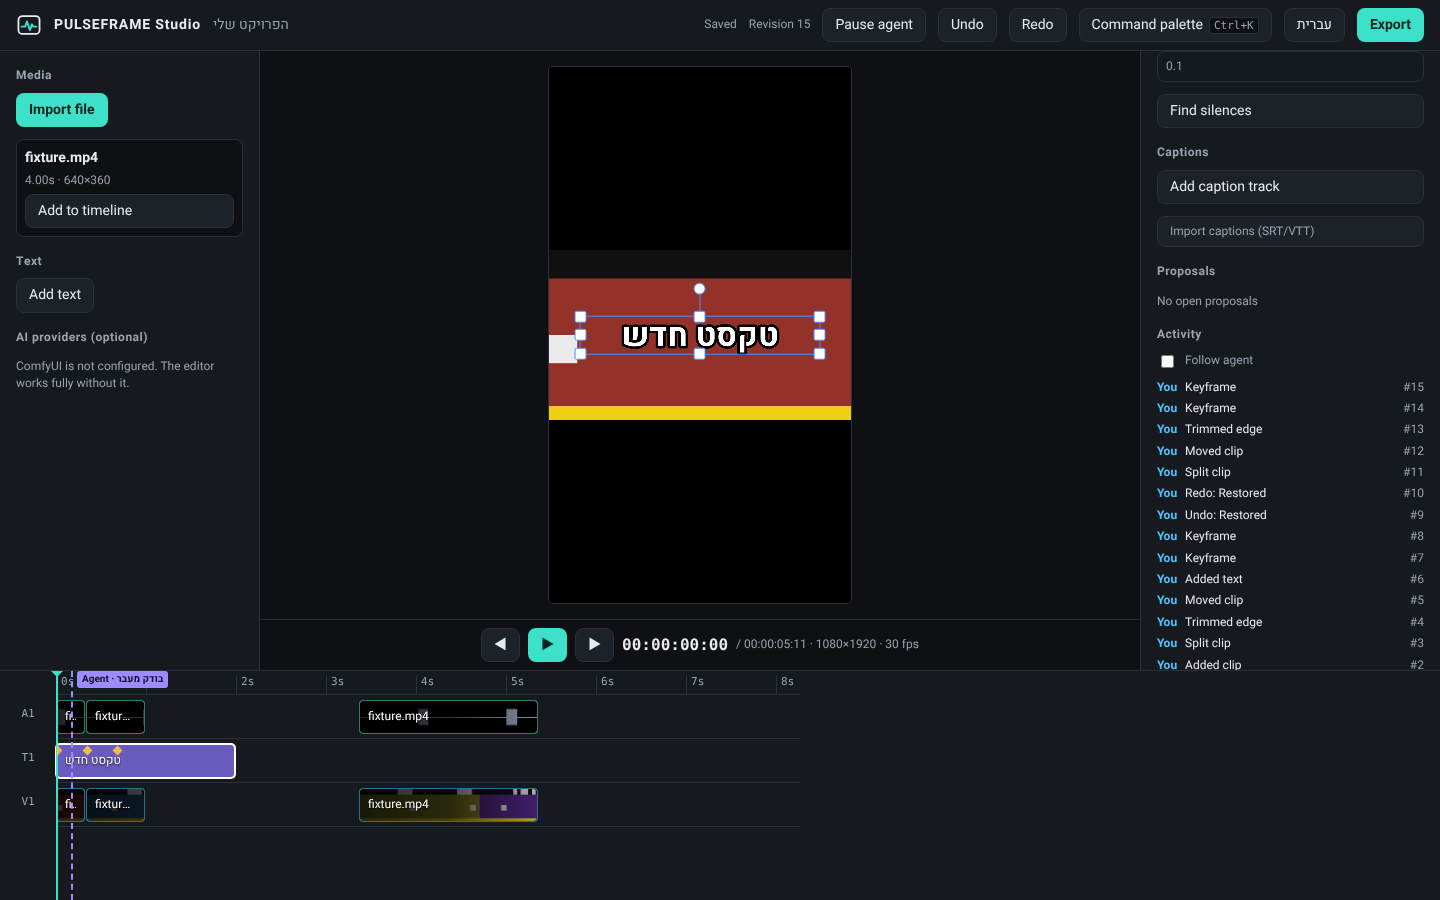 PULSEFRAME Studio הפרויקט שלי Saved Revision 15 Pause agent Undo Redo Command palette Ctrl+K עברית Export
Media
Import file
fixture.mp4
4.00s · 640×360
Add to timeline
Text
Add text
AI providers (optional)
ComfyUI is not configured. The editor
works fully without it.
טקסט חדש
00:00:00:00 / 00:00:05:11 · 1080×1920 · 30 fps
0.1
Find silences
Captions
Add caption track
Import captions (SRT/VTT)
Proposals
No open proposals
Activity
Follow agent
You Keyframe #15
You Keyframe #14
You Trimmed edge #13
You Moved clip #12
You Split clip #11
You Redo: Restored #10
You Undo: Restored #9
You Keyframe #8
You Keyframe #7
You Added text #6
You Moved clip #5
You Trimmed edge #4
You Split clip #3
You Added clip #2
0s Agent · בודק מעבר 2s 3s 4s 5s 6s 7s 8s
A1 fi… fixtur… fixture.mp4
T1 טקסט חדש
V1 fi… fixtur… fixture.mp4